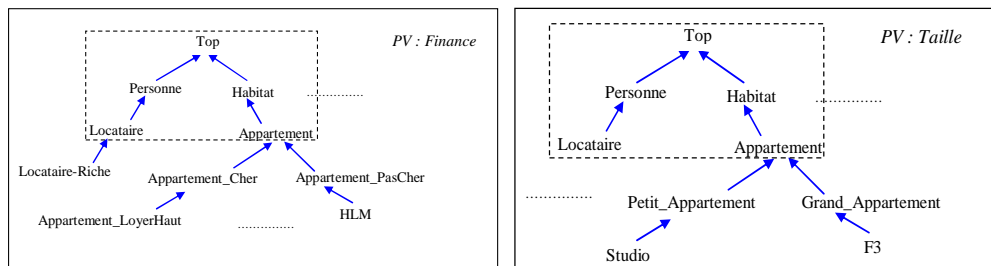 Top
PV : Finance
Personne
Habitat
..............
Locataire
Appartement
Locataire-Riche
Appartement_Cher
Appartement_PasCher
Appartement_LoyerHaut
HLM
..............
Top
PV : Taille
Personne
Habitat
...............
Locataire
Appartement
..............
Petit_Appartement
Grand_Appartement
Studio
F3